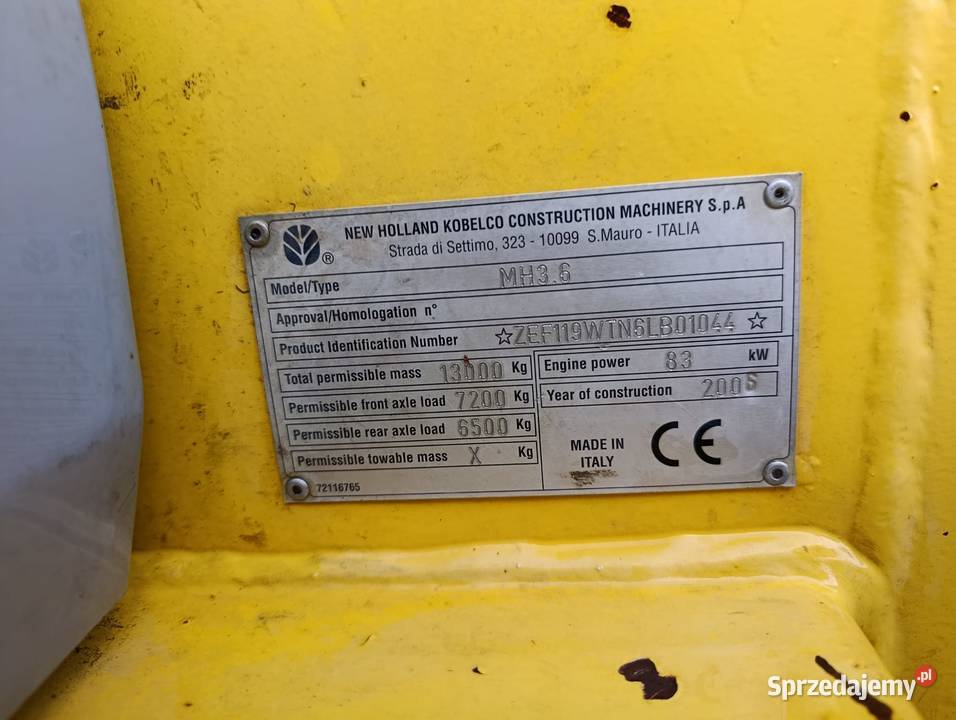 NEW HOLLAND KOBELCO CONSTRUCTION MACHINERY S.p.A
Strada di Settimo, 323 - 10099 S.Mauro - ITALIA
®
Model/Type MH3.6
Approval/Homologation n°
Product Identification Number ☆ZEF119WTN6LB01044☆
Total permissible mass 13000 Kg
Permissible front axle load 7200 Kg
Permissible rear axle load 6500 Kg
Permissible towable mass X Kg
Engine power 83 kW
Year of construction
MADE IN
ITALY
CE
72116765
Sprzedajemy.pl